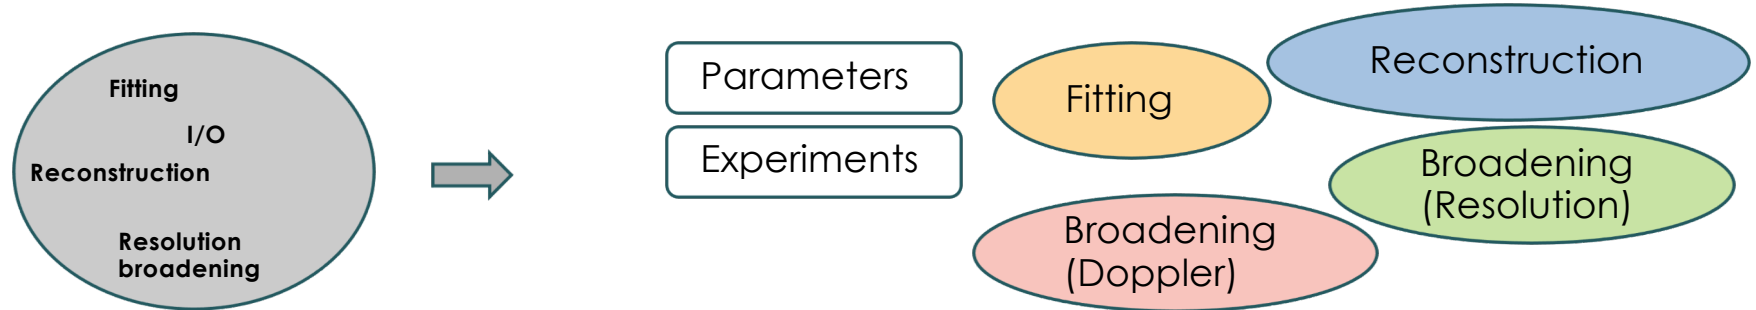 Fitting
I/O
Reconstruction
Resolution
broadening
Parameters
Experiments
Fitting
Reconstruction
Broadening
(Resolution)
Broadening
(Doppler)